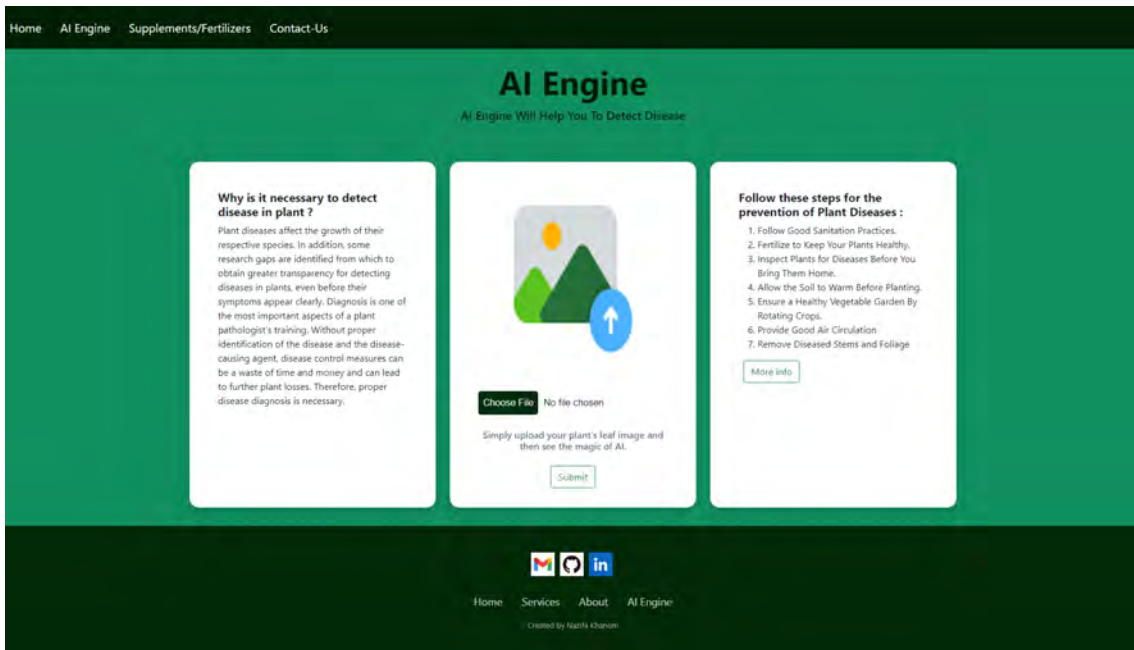 Home AI Engine Supplements/Fertilizers Contact-Us
AI Engine
AI Engine Will Help You To Detect Disease
Why is it necessary to detect
disease in plant ?
Plant diseases affect the growth of their
respective species. In addition, some
research gaps are identified from which to
obtain greater transparency for detecting
diseases in plants, even before their
symptoms appear clearly. Diagnosis is one of
the most important aspects of a plant
pathologist's training. Without proper
identification of the disease and the disease-
causing agent, disease control measures can
be a waste of time and money and can lead
to further plant losses. Therefore, proper
disease diagnosis is necessary.
Choose File No file chosen
Simply upload your plant's leaf image and
then see the magic of AI.
Submit
Follow these steps for the
prevention of Plant Diseases :
1. Follow Good Sanitation Practices.
2. Fertilize to Keep Your Plants Healthy.
3. Inspect Plants for Diseases Before You
Bring Them Home.
4. Allow the Soil to Warm Before Planting.
5. Ensure a Healthy Vegetable Garden By
Rotating Crops.
6. Provide Good Air Circulation
7. Remove Diseased Stems and Foliage
More info
in
Home Services About AI Engine
Created by Khanom